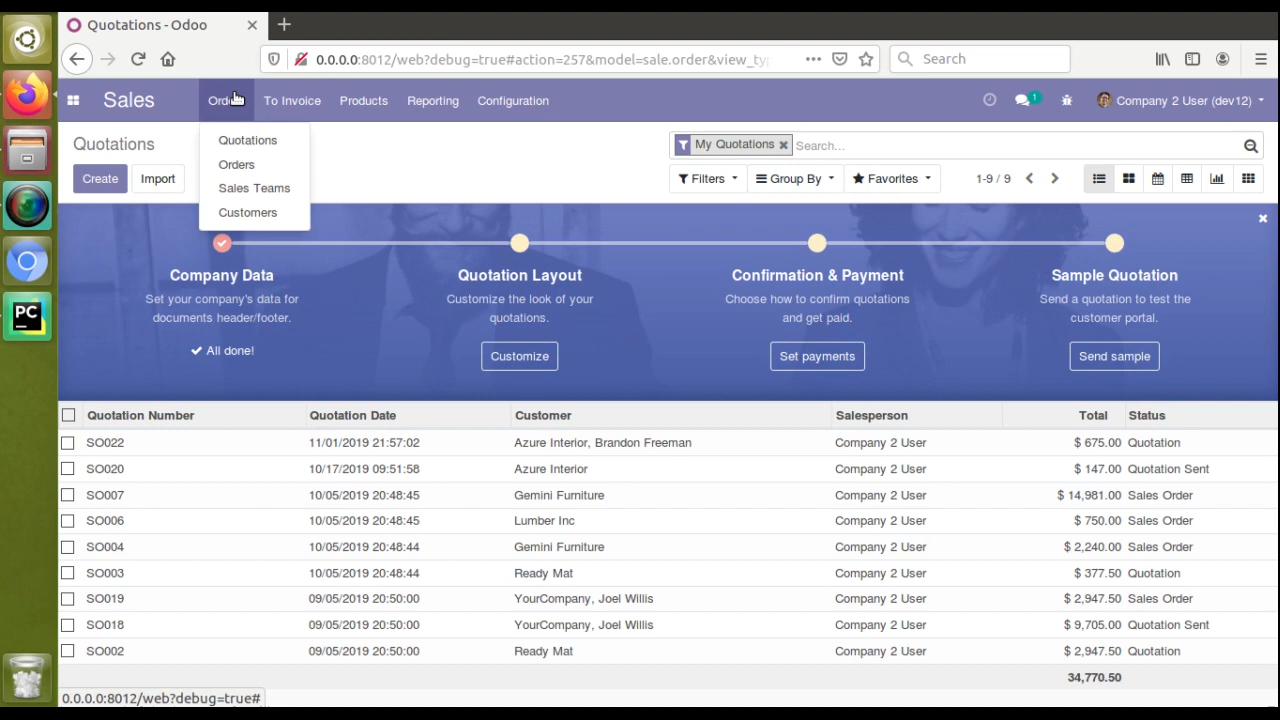 Quotations - Odoo
0.0.0.0:8012/web?debug=true#action=257&model=sale.order&view_ty
Search
Sales
Orders
To Invoice
Products
Reporting
Configuration
1
Company 2 User (dev12)
Quotations
Orders
Sales Teams
Customers
Quotations
My Quotations
Search...
Create
Import
Filters
Group By
Favorites
1-9 / 9
Company Data
Set your company's data for
documents header/footer.
All done!
Quotation Layout
Customize the look of your
quotations.
Customize
Confirmation & Payment
Choose how to confirm quotations
and get paid.
Set payments
Sample Quotation
Send a quotation to test the
customer portal.
Send sample
Quotation Number Quotation Date Customer Salesperson Total Status
SO022 11/01/2019 21:57:02 Azure Interior, Brandon Freeman Company 2 User $ 675.00 Quotation
SO020 10/17/2019 09:51:58 Azure Interior Company 2 User $ 147.00 Quotation Sent
SO007 10/05/2019 20:48:45 Gemini Furniture Company 2 User $ 14,981.00 Sales Order
SO006 10/05/2019 20:48:45 Lumber Inc Company 2 User $ 750.00 Sales Order
SO004 10/05/2019 20:48:44 Gemini Furniture Company 2 User $ 2,240.00 Sales Order
SO003 10/05/2019 20:48:44 Ready Mat Company 2 User $ 377.50 Quotation
SO019 09/05/2019 20:50:00 YourCompany, Joel Willis Company 2 User $ 2,947.50 Sales Order
SO018 09/05/2019 20:50:00 YourCompany, Joel Willis Company 2 User $ 9,705.00 Quotation Sent
SO002 09/05/2019 20:50:00 Ready Mat Company 2 User $ 2,947.50 Quotation
34,770.50
0.0.0.0:8012/web?debug=true#
PC